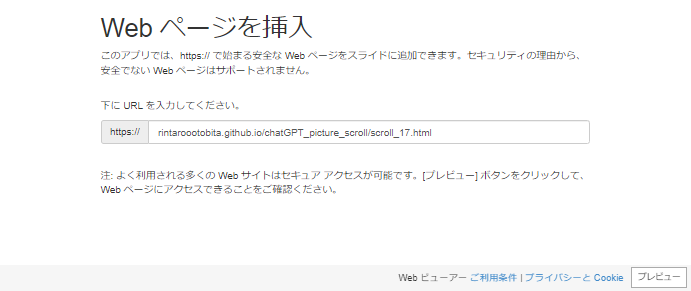 Web ページを挿入
このアプリでは、https:// で始まる安全な Web ページをスライドに追加できます。セキュリティの理由から、
安全でない Web ページはサポートされません。
下に URL を入力してください。
https:// rintaroootobita.github.io/chatGPT_picture_scroll/scroll_17.html
注: よく利用される多くの Web サイトはセキュア アクセスが可能です。[プレビュー] ボタンをクリックして、
Web ページにアクセスできることをご確認ください。
Web ビューアー ご利用条件 | プライバシーと Cookie プレビュー